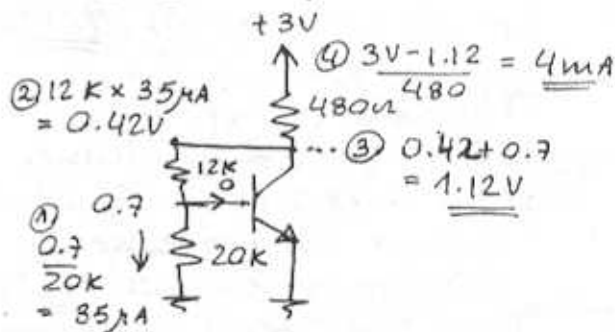 +3V
④ 3V-1.12 / 480 = 4mA
② 12K × 35μA
= 0.42V
480Ω
12K
0
... ③ 0.42+0.7
= 1.12V
0.7
① 0.7 / 20K
= 35μA
20K